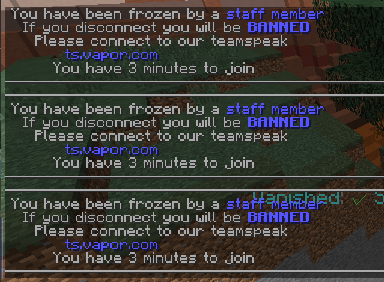 You have been frozen by a staff member
If you disconnect you will be BANNED
Please connect to our teamspeak
ts.vapor.com
You have 3 minutes to join
You have been frozen by a staff member
If you disconnect you will be BANNED
Please connect to our teamspeak
ts.vapor.com
You have 3 minutes to join
Vanished: ✓
You have been frozen by a staff member
If you disconnect you will be BANNED
Please connect to our teamspeak
ts.vapor.com
You have 3 minutes to join